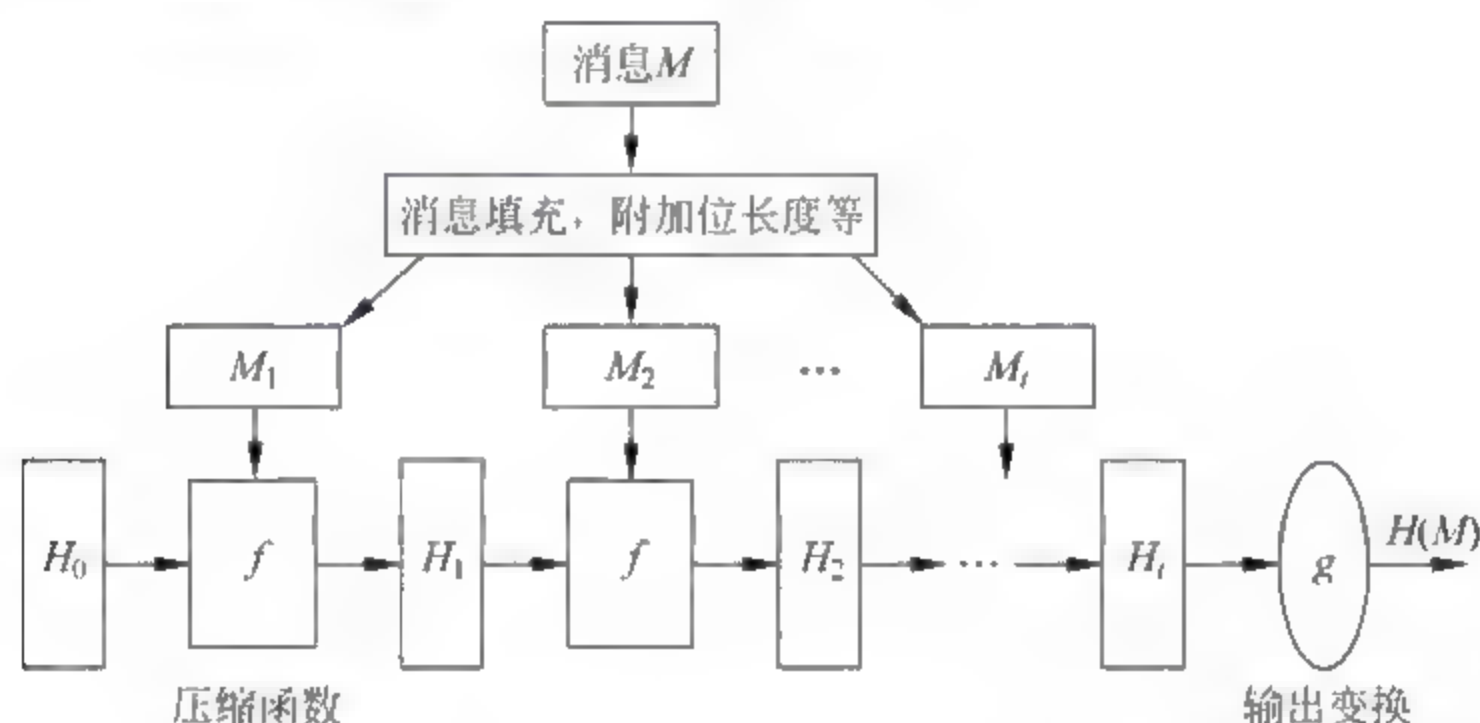 消息M
消息填充，附加位长度等
M₁
M₂
...
Mₜ
H₀
f
H₁
f
H₂
...
Hₜ
g
H(M)
压缩函数
输出变换